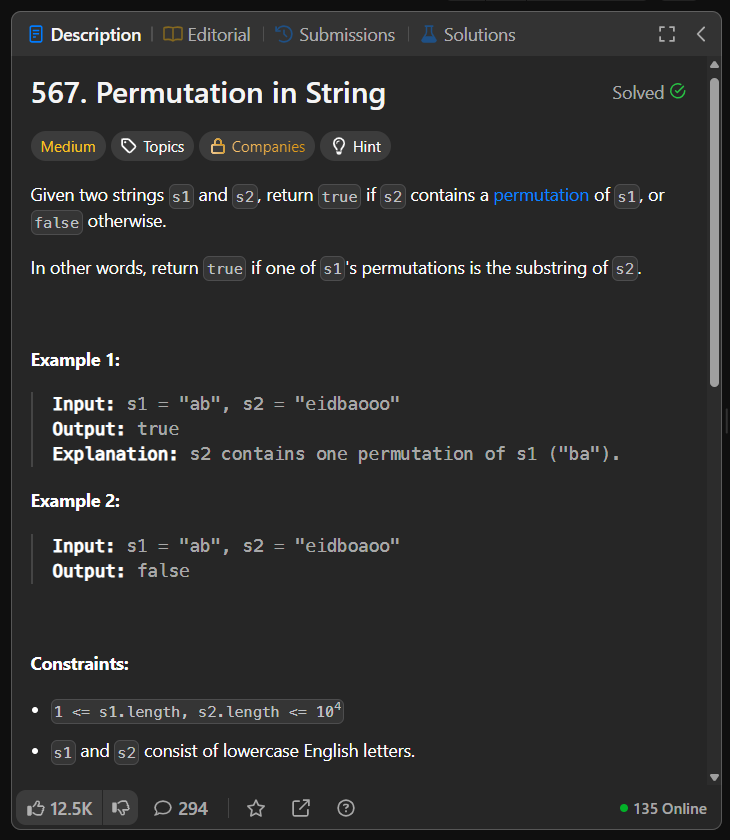 Description | Editorial | Submissions | Solutions
567. Permutation in String
Solved
Medium Topics Companies Hint
Given two strings s1 and s2, return true if s2 contains a permutation of s1, or
false otherwise.
In other words, return true if one of s1's permutations is the substring of s2.
Example 1:
Input: s1 = "ab", s2 = "eidbaooo"
Output: true
Explanation: s2 contains one permutation of s1 ("ba").
Example 2:
Input: s1 = "ab", s2 = "eidboaoo"
Output: false
Constraints:
• 1 <= s1.length, s2.length <= 10⁴
• s1 and s2 consist of lowercase English letters.
12.5K 294 135 Online